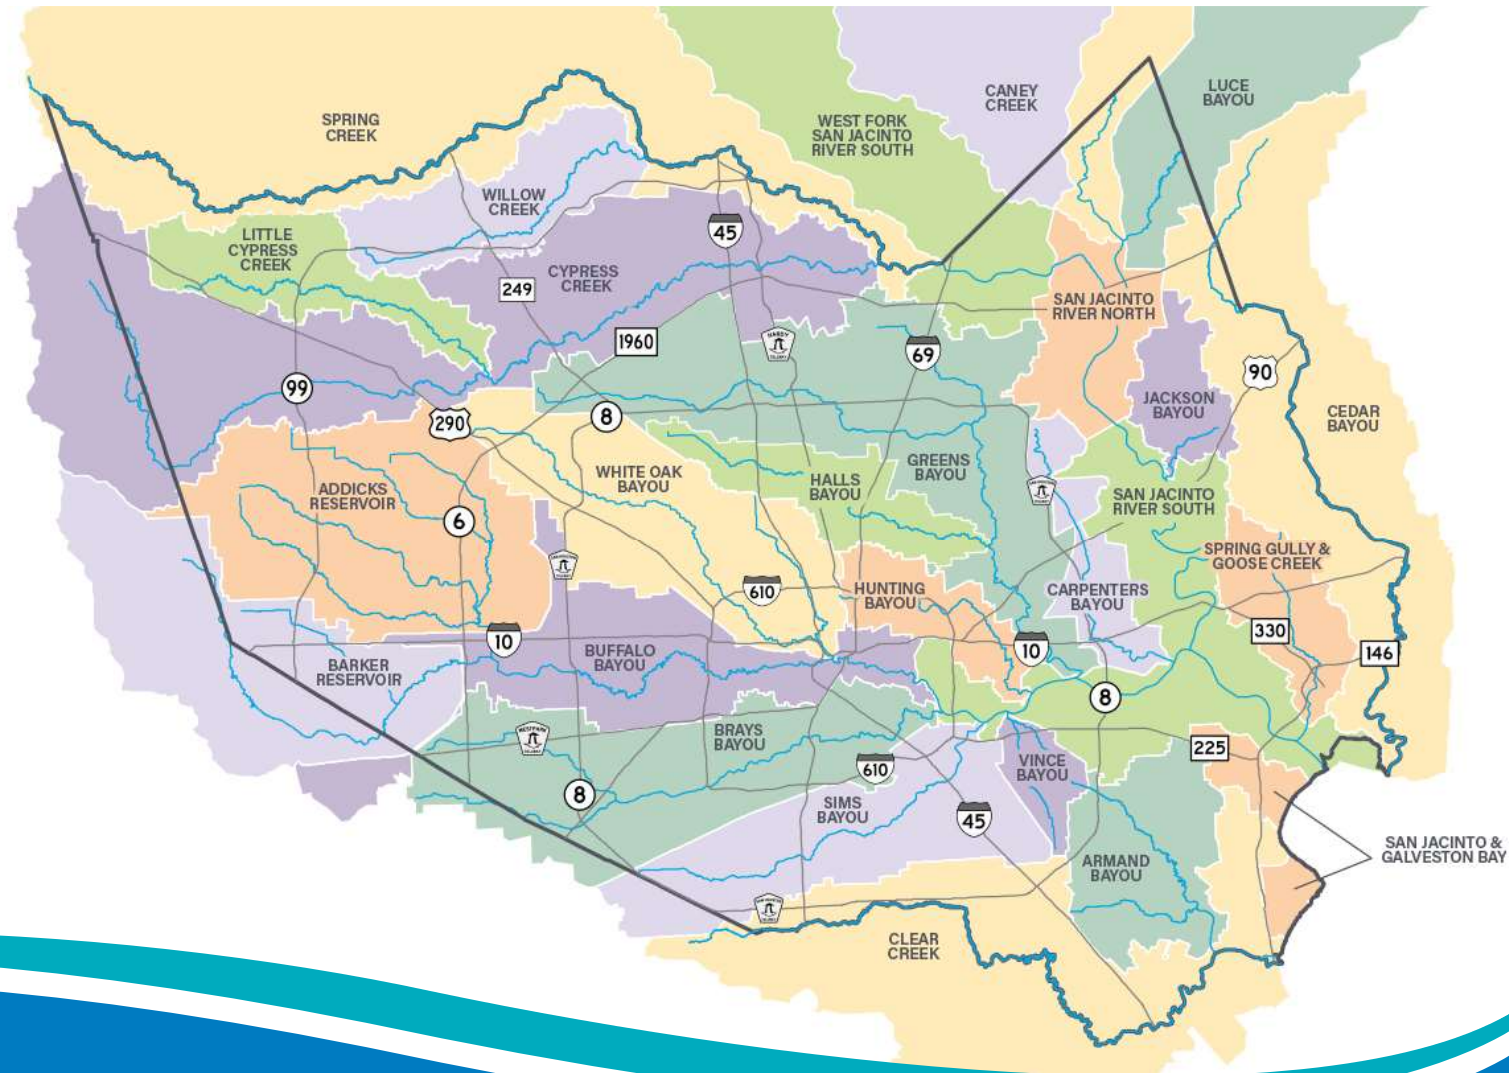 LUCE
BAYOU
CANEY
CREEK
SPRING
CREEK
WEST FORK
SAN JACINTO
RIVER SOUTH
WILLOW
CREEK
LITTLE
CYPRESS
CREEK
45
CYPRESS
CREEK
249
SAN JACINTO
RIVER NORTH
1960
HARDY
69
90
99
JACKSON
BAYOU
CEDAR
BAYOU
290
8
WHITE OAK
BAYOU
GREENS
BAYOU
HALLS
BAYOU
ADDICKS
RESERVOIR
SAN JACINTO
RIVER SOUTH
6
SPRING GULLY &
GOOSE CREEK
610
HUNTING
BAYOU
CARPENTERS
BAYOU
330
10
10
146
BUFFALO
BAYOU
BARKER
RESERVOIR
8
WESTPARK
BRAYS
BAYOU
225
VINCE
BAYOU
610
8
SIMS
BAYOU
45
SAN JACINTO &
GALVESTON BAY
ARMAND
BAYOU
CLEAR
CREEK